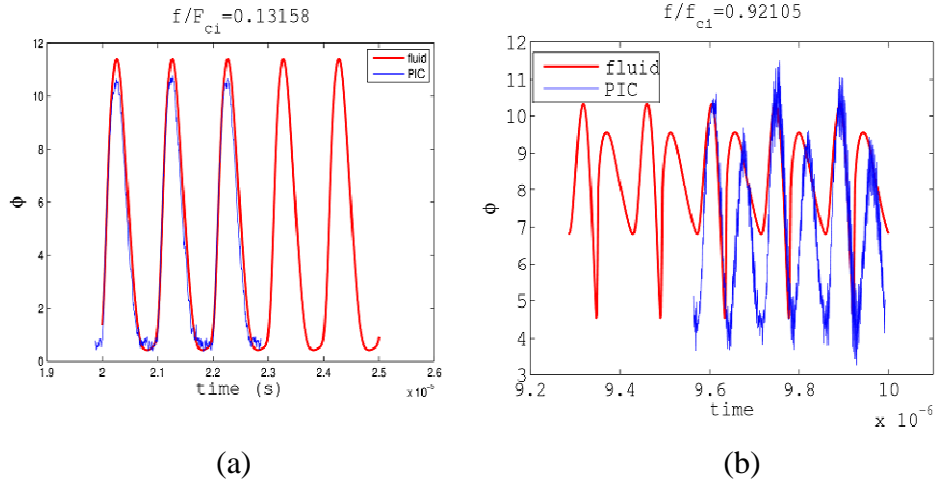 f/F_ci=0.13158
12
10
8
6
4
2
0
Φ
fluid
PIC
1.9 2 2.1 2.2 2.3 2.4 2.5 2.6
time (s)
x 10^-5
(a)
f/f_ci=0.92105
12
11
10
9
8
7
6
5
4
3
Φ
fluid
PIC
9.2 9.4 9.6 9.8 10
time
x 10^-6
(b)